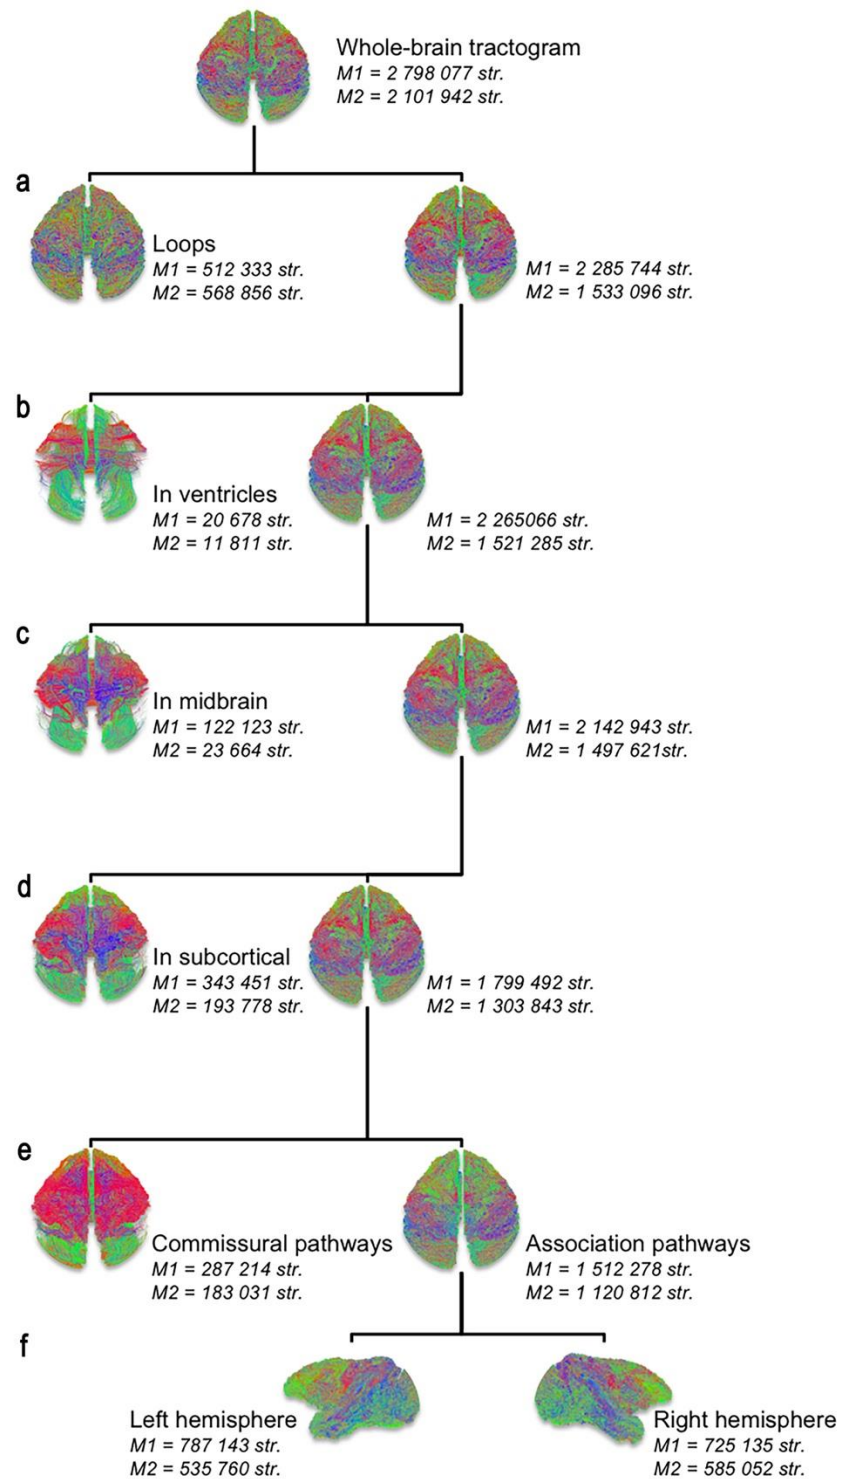 Whole-brain tractogram
M1 = 2 798 077 str.
M2 = 2 101 942 str.
a
Loops
M1 = 512 333 str.
M2 = 568 856 str.
M1 = 2 285 744 str.
M2 = 1 533 096 str.
b
In ventricles
M1 = 20 678 str.
M2 = 11 811 str.
M1 = 2 265066 str.
M2 = 1 521 285 str.
c
In midbrain
M1 = 122 123 str.
M2 = 23 664 str.
M1 = 2 142 943 str.
M2 = 1 497 621str.
d
In subcortical
M1 = 343 451 str.
M2 = 193 778 str.
M1 = 1 799 492 str.
M2 = 1 303 843 str.
e
Commissural pathways
M1 = 287 214 str.
M2 = 183 031 str.
Association pathways
M1 = 1 512 278 str.
M2 = 1 120 812 str.
f
Left hemisphere
M1 = 787 143 str.
M2 = 535 760 str.
Right hemisphere
M1 = 725 135 str.
M2 = 585 052 str.